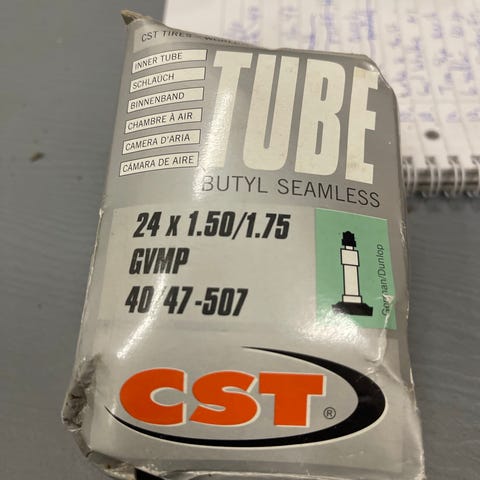 CST TIRES - WORLD
INNER TUBE
SCHLAUCH
BINNENBAND
CHAMBRE À AIR
CAMERA D'ARIA
CÁMARA DE AIRE
TUBE
BUTYL SEAMLESS
24 x 1.50/1.75
GVMP
40/47-507
German/Dunlop
CST®